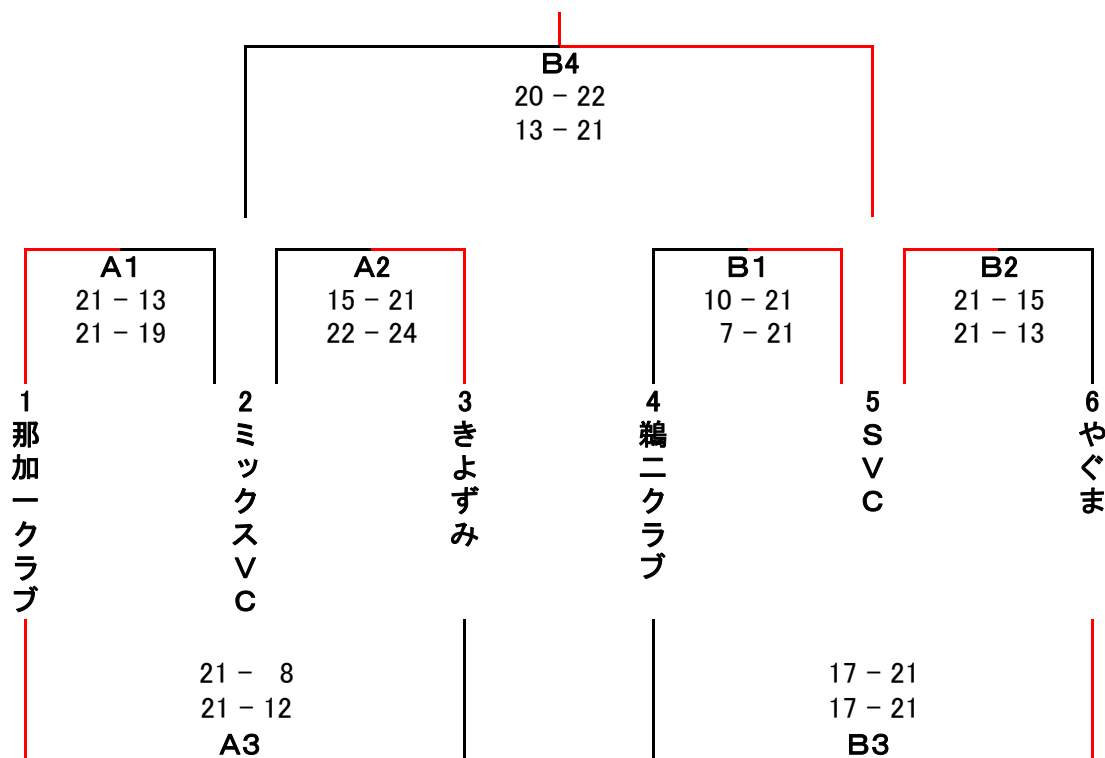 B4
20 − 22
13 − 21
A1
21 − 13
21 − 19
A2
15 − 21
22 − 24
B1
10 − 21
7 − 21
B2
21 − 15
21 − 13
1 那加一クラブ
2 ミックスVC
3 きよずみ
4 鵜二クラブ
5 SVC
6 やぐま
21 − 8
21 − 12
A3
17 − 21
17 − 21
B3